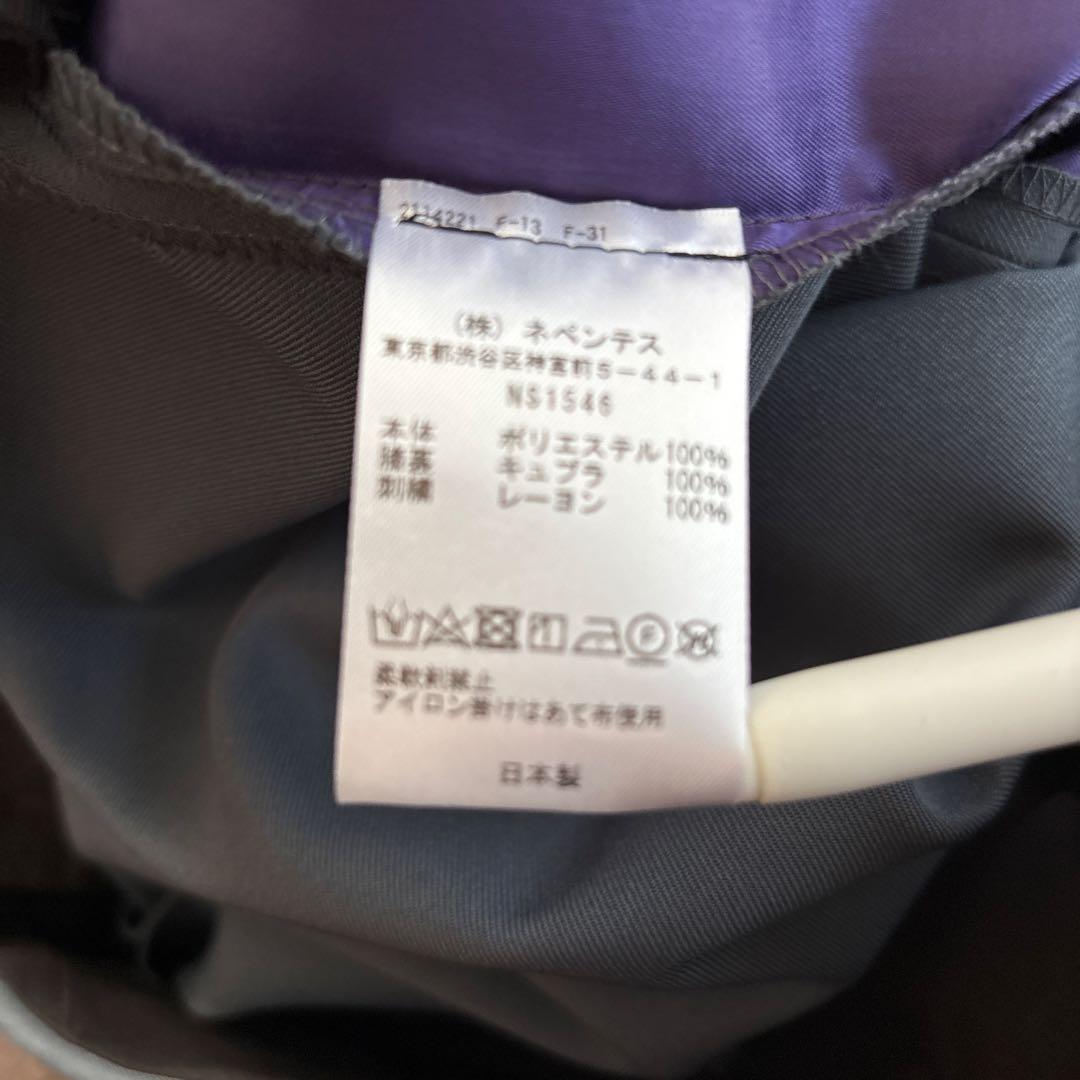 2114221 F-13 F-31
(株) ネペンテス
東京都渋谷区神宮前5-44-1
NS1546
本体 ポリエステル100%
膝裏 キュプラ 100%
刺繍 レーヨン 100%
F
柔軟剤禁止
アイロン掛けはあて布使用
日本製